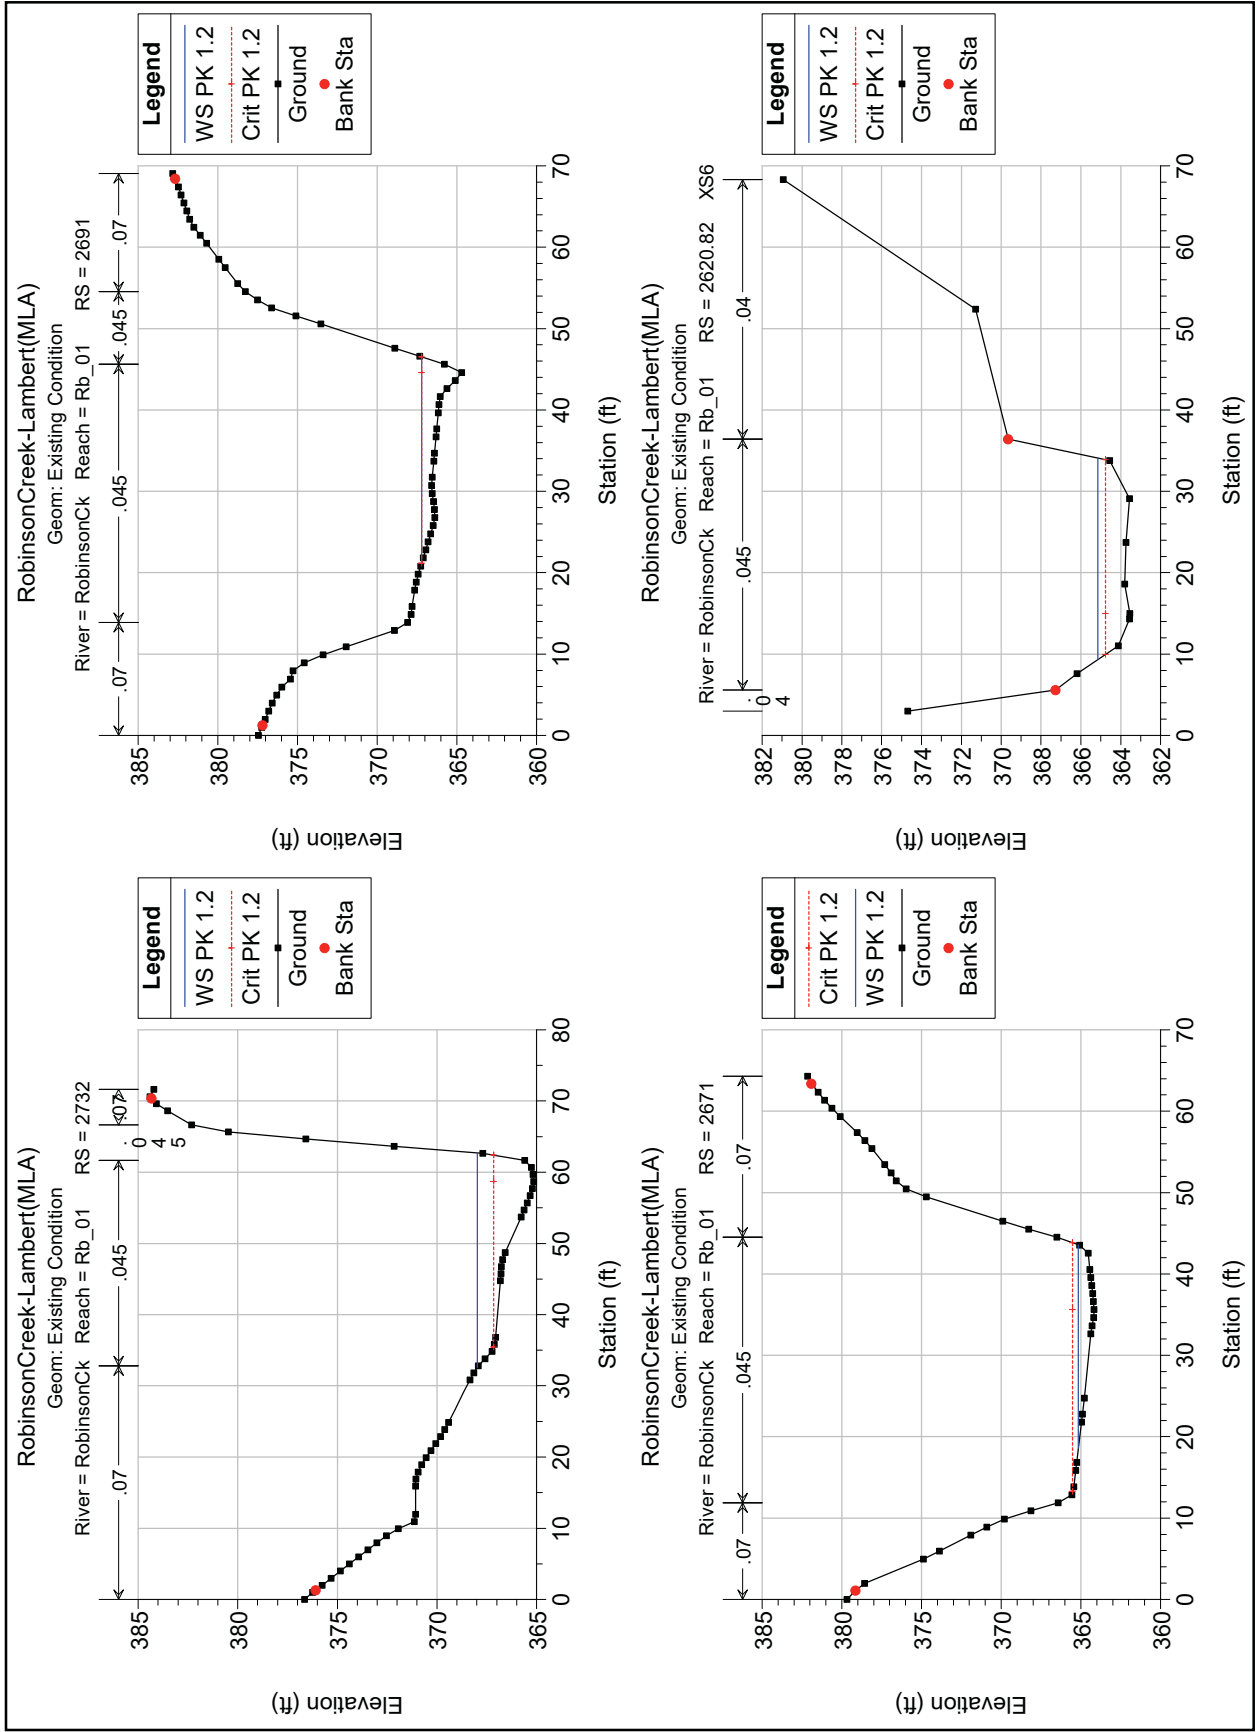 RobinsonCreek-Lambert(MLA)
Geom: Existing Condition
River = RobinsonCk Reach = Rb_01 RS = 2732
.07
.045
.045
.07
385
380
375
370
365
Elevation (ft)
0 10 20 30 40 50 60 70 80
Station (ft)
Legend
WS PK 1.2
Crit PK 1.2
Ground
Bank Sta
RobinsonCreek-Lambert(MLA)
Geom: Existing Condition
River = RobinsonCk Reach = Rb_01 RS = 2691
.07
.045
.045
.07
385
380
375
370
365
360
Elevation (ft)
0 10 20 30 40 50 60 70
Station (ft)
Legend
WS PK 1.2
Crit PK 1.2
Ground
Bank Sta
RobinsonCreek-Lambert(MLA)
Geom: Existing Condition
River = RobinsonCk Reach = Rb_01 RS = 2671
.07
.045
.07
385
380
375
370
365
360
Elevation (ft)
0 10 20 30 40 50 60 70
Station (ft)
Legend
Crit PK 1.2
WS PK 1.2
Ground
Bank Sta
RobinsonCreek-Lambert(MLA)
Geom: Existing Condition
River = RobinsonCk Reach = Rb_01 RS = 2620.82 XS6
.04
.045
.04
382
380
378
376
374
372
370
368
366
364
362
Elevation (ft)
0 10 20 30 40 50 60 70
Station (ft)
Legend
WS PK 1.2
Crit PK 1.2
Ground
Bank Sta